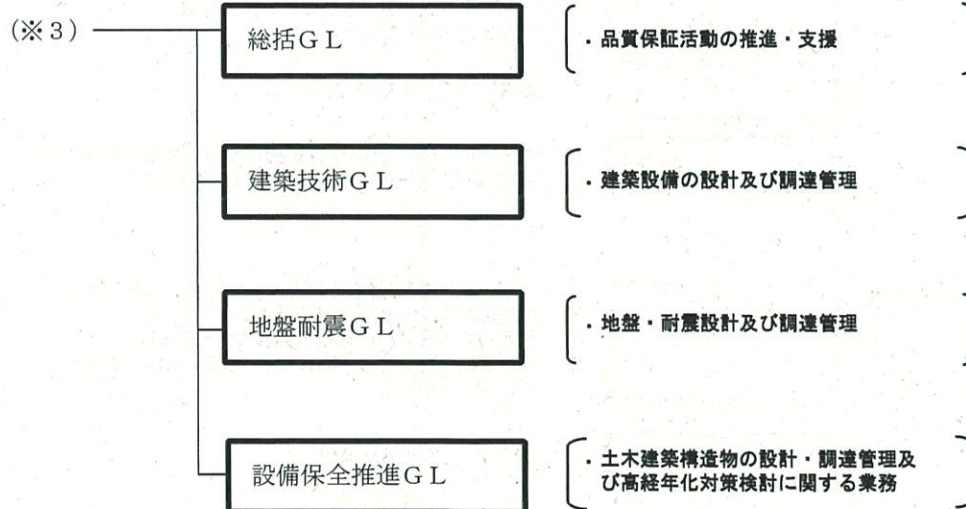 (※3)
総括GL
・品質保証活動の推進・支援
建築技術GL
・建築設備の設計及び調達管理
地盤耐震GL
・地盤・耐震設計及び調達管理
設備保全推進GL
・土木建築構造物の設計・調達管理及
び高経年化対策検討に関する業務